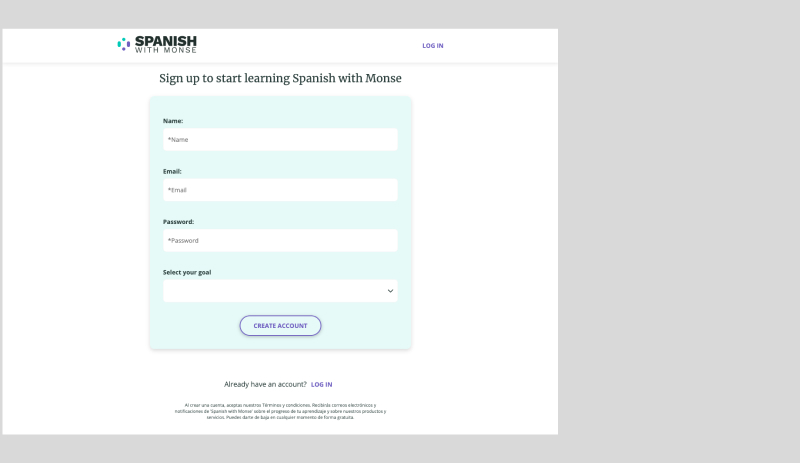 SPANISH
WITH MONSE
LOG IN
Sign up to start learning Spanish with Monse
Name:
*Name
Email:
*Email
Password:
*Password
Select your goal
CREATE ACCOUNT
Already have an account? LOG IN
Al crear una cuenta, aceptas nuestros Términos y condiciones. Recibirás correos electrónicos y
notificaciones de 'Spanish with Monse' sobre el progreso de tu aprendizaje y sobre nuestros productos y
servicios. Puedes darte de baja en cualquier momento de forma gratuita.